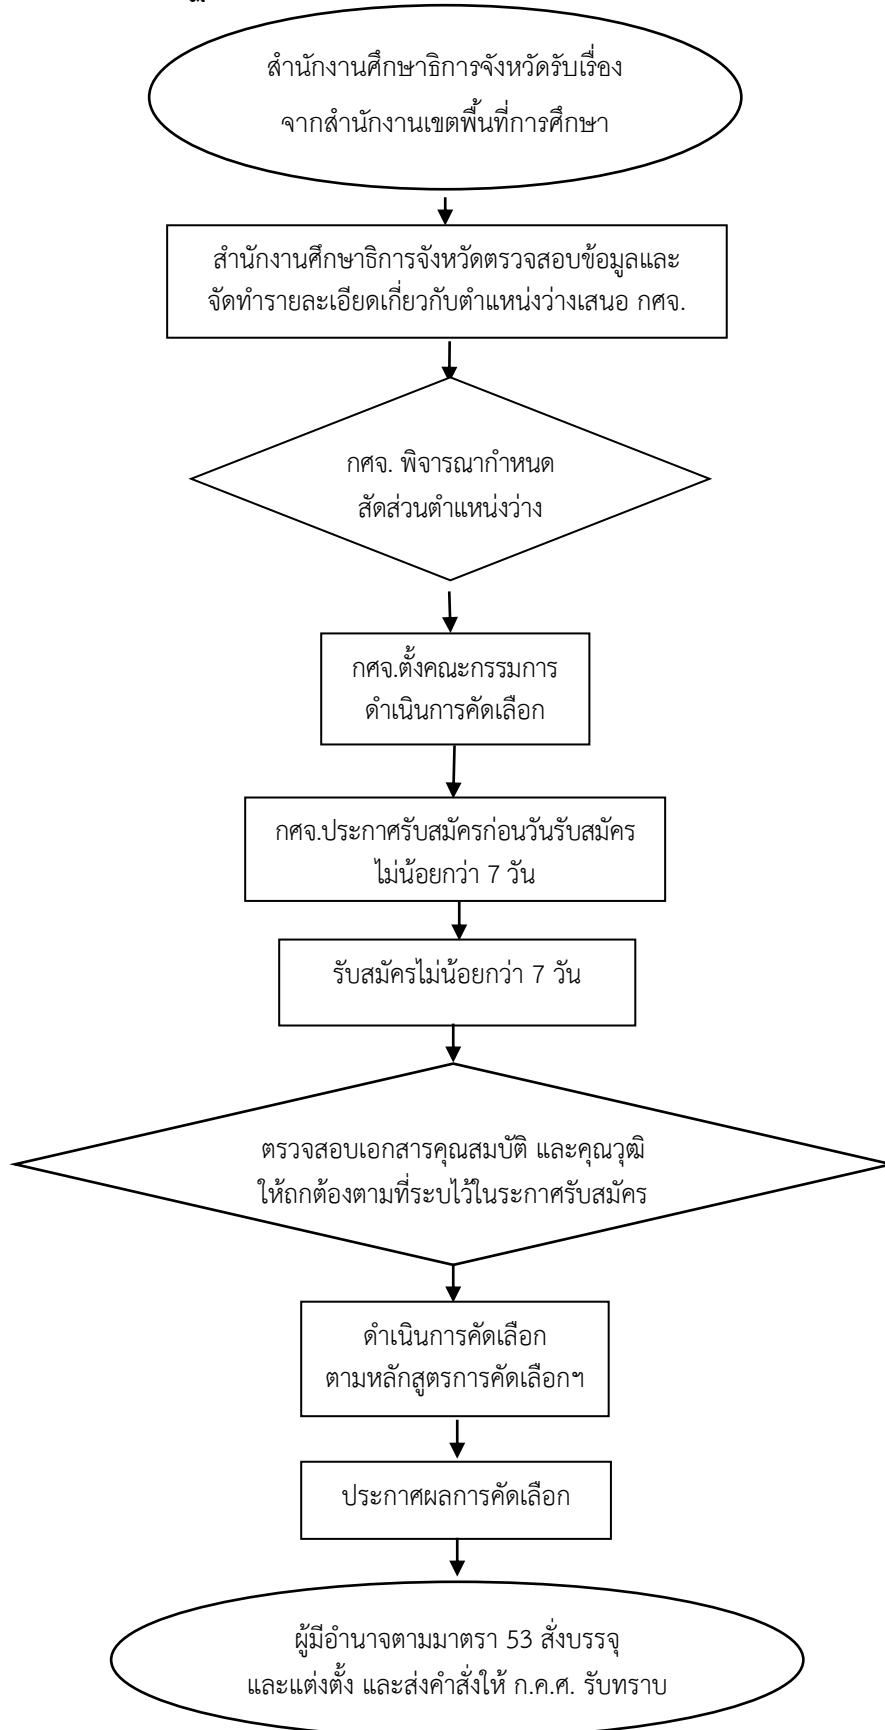 สำนักงานศึกษาธิการจังหวัดรับเรื่อง
จากสำนักงานเขตพื้นที่การศึกษา
สำนักงานศึกษาธิการจังหวัดตรวจสอบข้อมูลและ
จัดทำรายละเอียดเกี่ยวกับตำแหน่งว่างเสนอ กศจ.
กศจ. พิจารณากำหนด
สัดส่วนตำแหน่งว่าง
กศจ.ตั้งคณะกรรมการ
ดำเนินการคัดเลือก
กศจ.ประกาศรับสมัครก่อนวันรับสมัคร
ไม่น้อยกว่า 7 วัน
รับสมัครไม่น้อยกว่า 7 วัน
ตรวจสอบเอกสารคุณสมบัติ และคุณวุฒิ
ให้ถกต้องตามที่ระบไว้ในระกาศรับสมัคร
ดำเนินการคัดเลือก
ตามหลักสูตรการคัดเลือกฯ
ประกาศผลการคัดเลือก
ผู้มีอำนาจตามมาตรา 53 สั่งบรรจุ
และแต่งตั้ง และส่งคำสั่งให้ ก.ค.ศ. รับทราบ